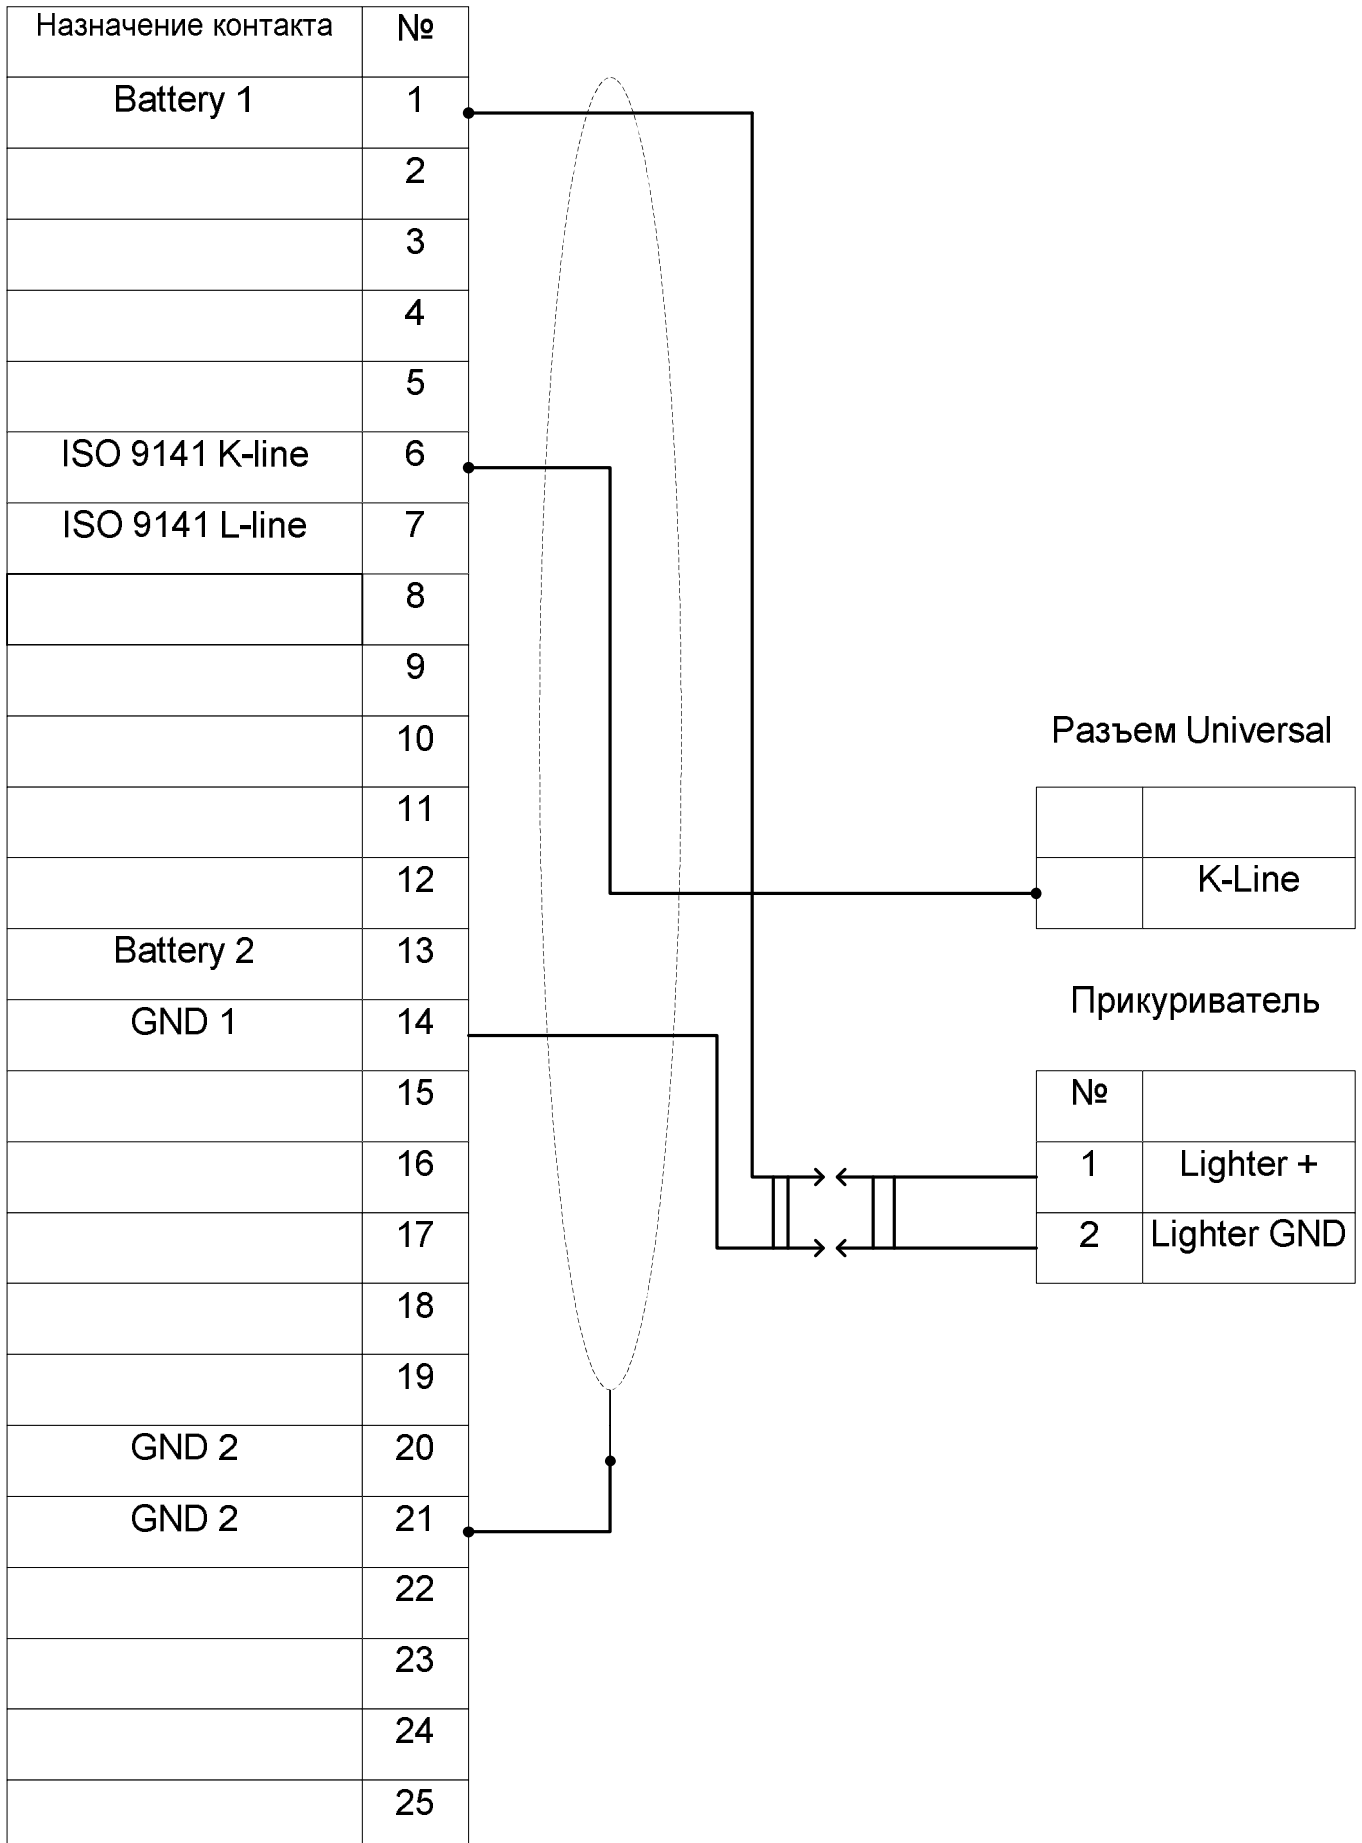 Назначение контакта №
Battery 1 1
2
3
4
5
ISO 9141 K-line 6
ISO 9141 L-line 7
8
9
10
11
12
Battery 2 13
GND 1 14
15
16
17
18
19
GND 2 20
GND 2 21
22
23
24
25
Разъем Universal
K-Line
Прикуриватель
№
1 Lighter +
2 Lighter GND